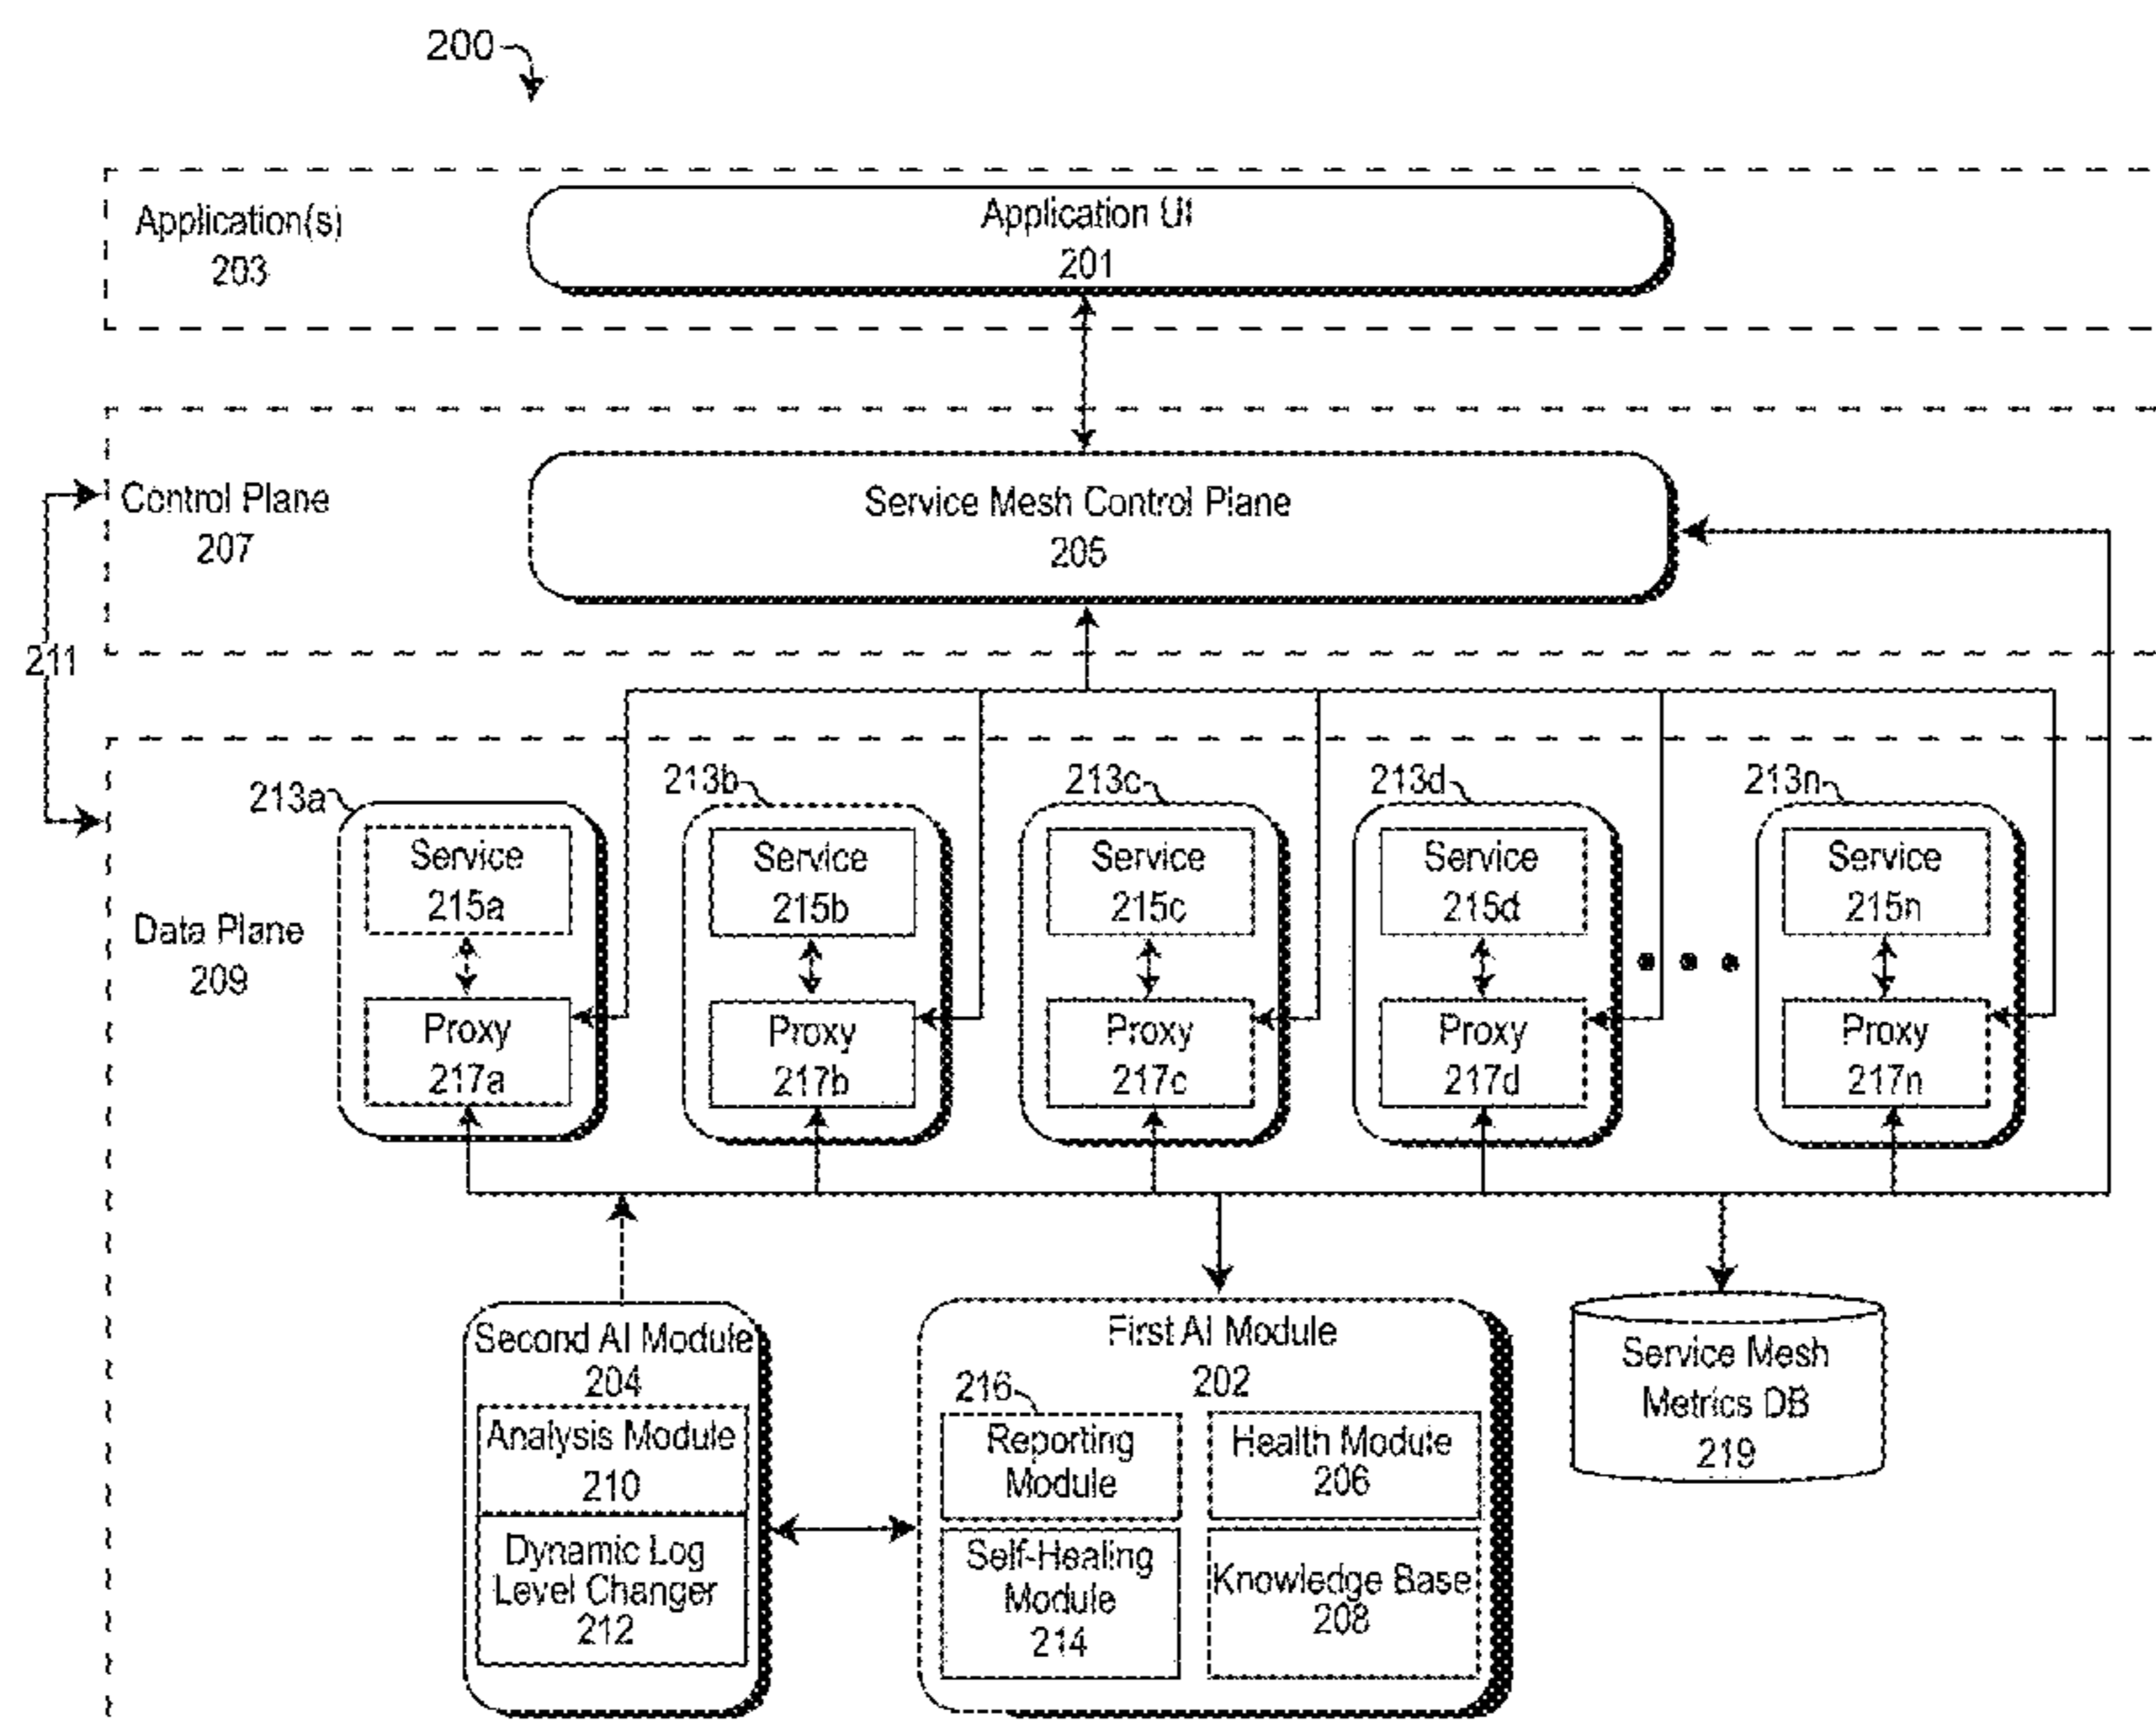 200
Application(s)
203
Application UI
201
Control Plane
207
Service Mesh Control Plane
205
211
213a
213b
213c
213d
213n
Service
215a
Service
215b
Service
215c
Service
215d
Service
215n
Data Plane
209
Proxy
217a
Proxy
217b
Proxy
217c
Proxy
217d
Proxy
217n
Second AI Module
204
Analysis Module
210
Dynamic Log
Level Changer
212
First AI Module
202
216
Reporting
Module
Health Module
206
Self-Healing
Module
214
Knowledge Base
208
Service Mesh
Metrics DB
219